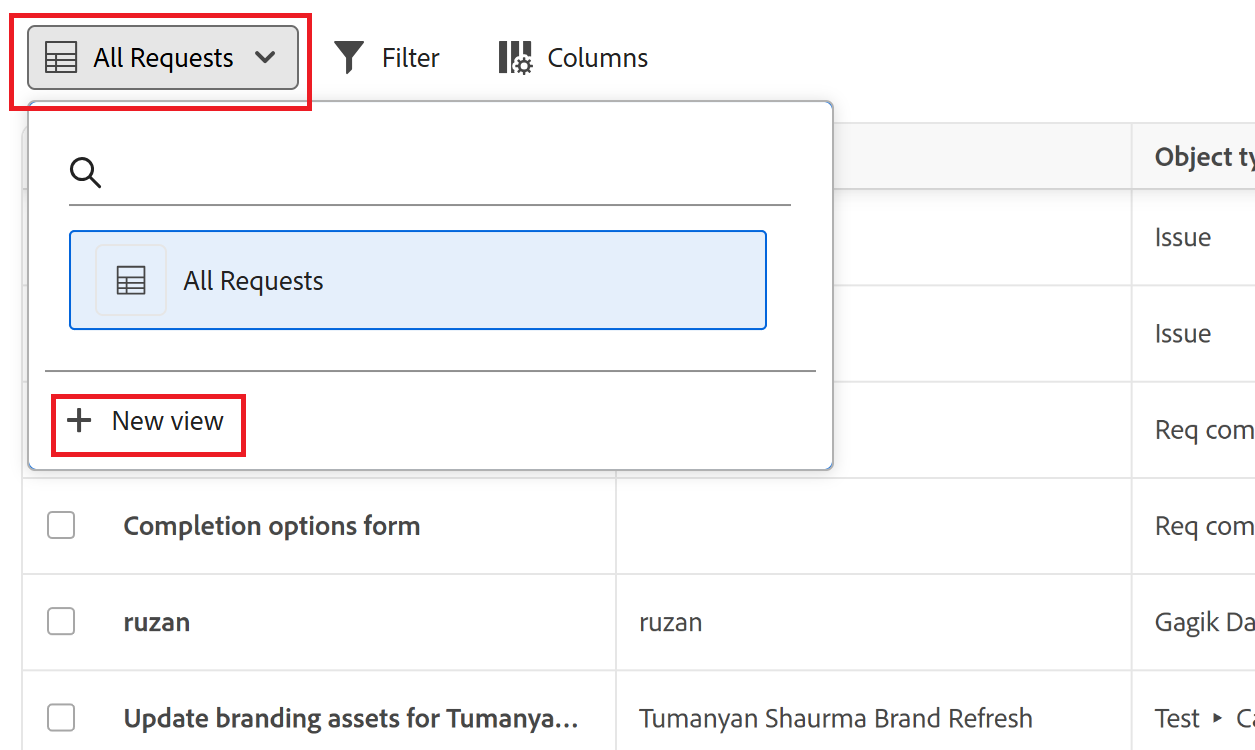 All Requests Filter Columns
Object ty
All Requests
Issue
Issue
New view
Req com
Completion options form Req com
ruzan ruzan Gagik Da
Update branding assets for Tumanya... Tumanyan Shaurma Brand Refresh Test ▸ Ca